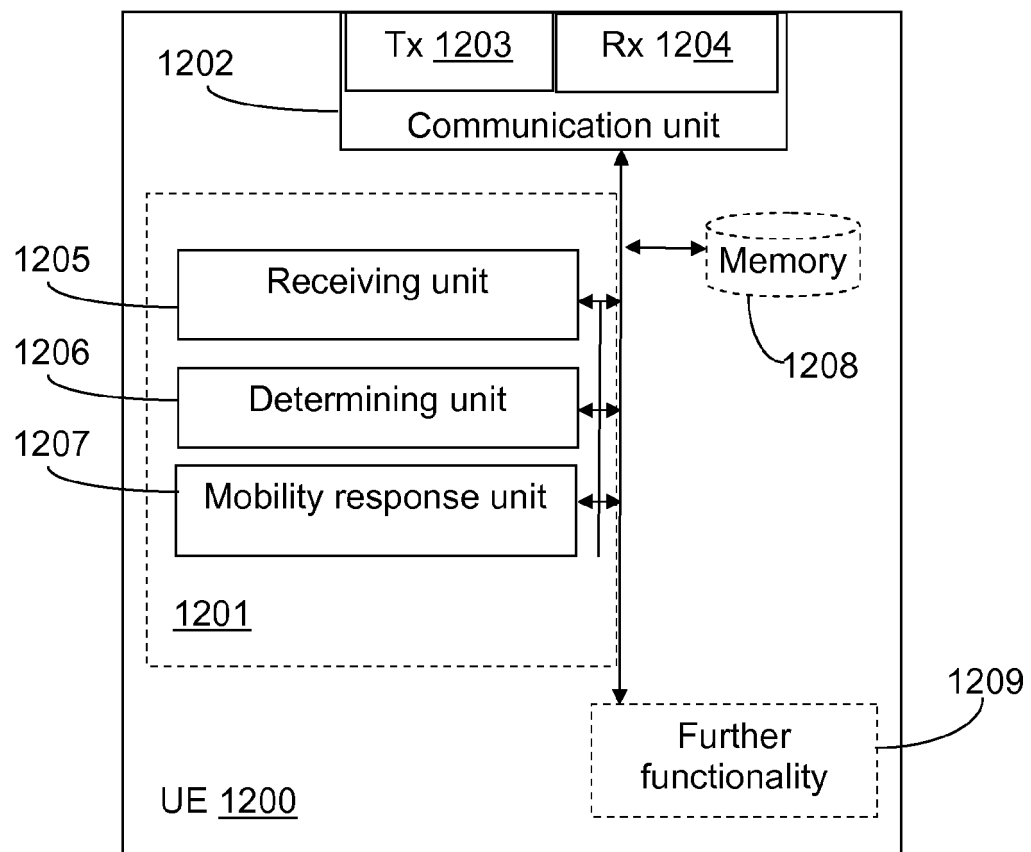 Tx 1203
Rx 1204
1202
Communication unit
1205
Receiving unit
Memory
1206
1208
Determining unit
1207
Mobility response unit
1201
1209
Further
functionality
UE 1200